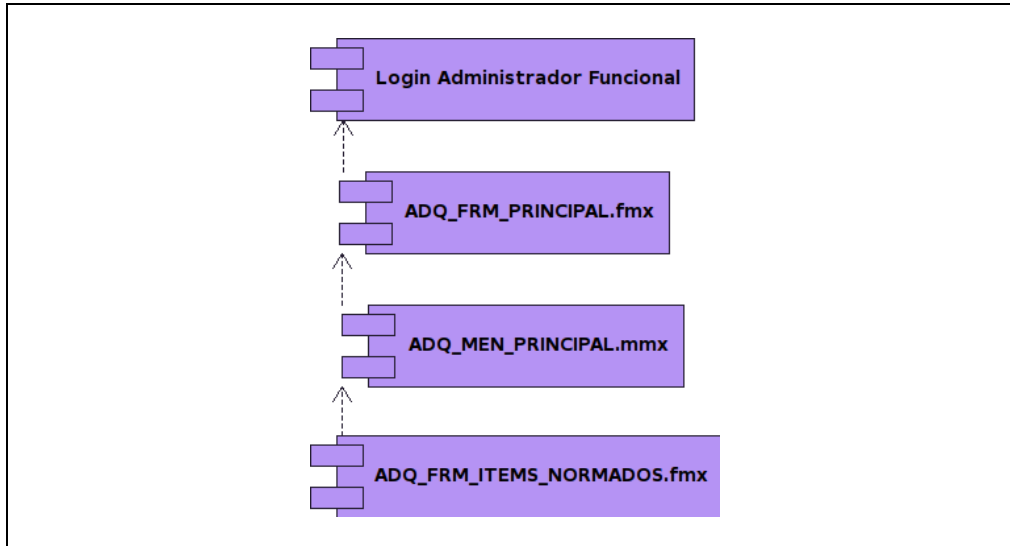 Login Administrador Funcional
ADQ_FRM_PRINCIPAL.fmx
ADQ_MEN_PRINCIPAL.mmx
ADQ_FRM_ITEMS_NORMADOS.fmx